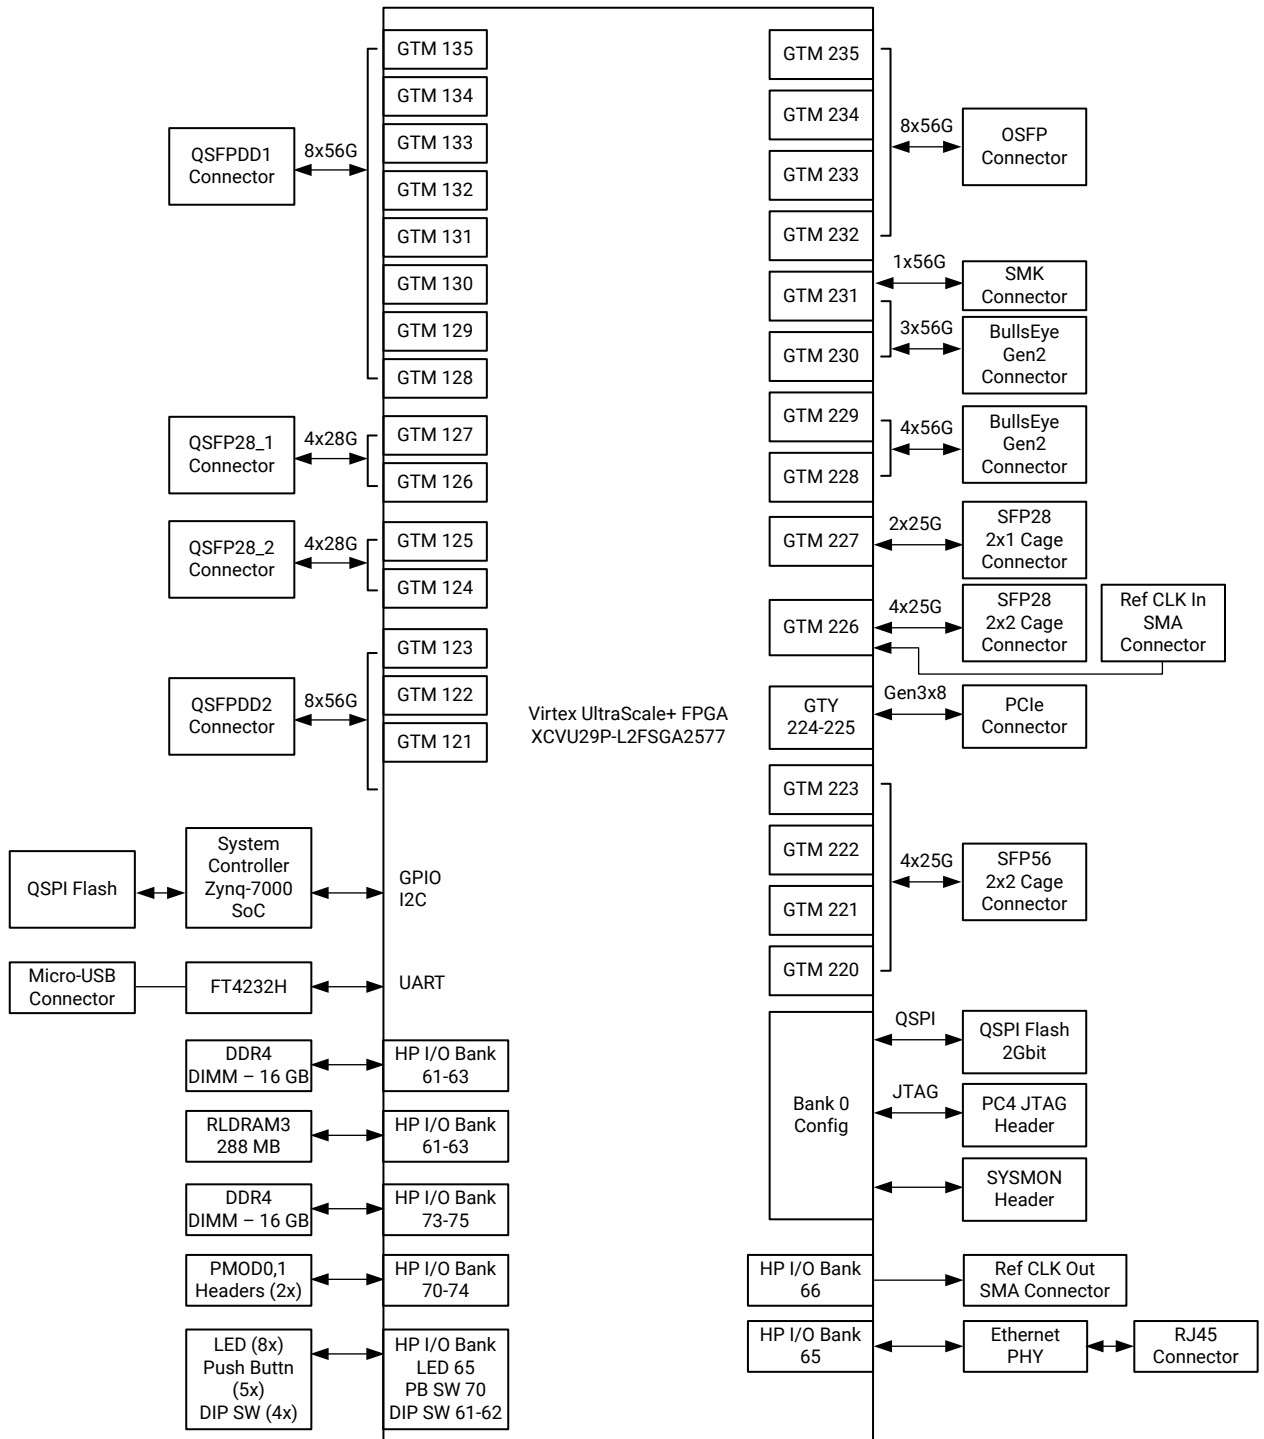 GTM 135
GTM 134
GTM 133
GTM 132
GTM 131
GTM 130
GTM 129
GTM 128
QSFPDD1
Connector
8x56G
GTM 127
GTM 126
QSFP28_1
Connector
4x28G
GTM 125
GTM 124
QSFP28_2
Connector
4x28G
GTM 123
GTM 122
GTM 121
QSFPDD2
Connector
8x56G
QSPI Flash
System
Controller
Zynq-7000
SoC
GPIO
I2C
Micro-USB
Connector
FT4232H
UART
DDR4
DIMM – 16 GB
HP I/O Bank
61-63
RLDRAM3
288 MB
HP I/O Bank
61-63
DDR4
DIMM – 16 GB
HP I/O Bank
73-75
PMOD0,1
Headers (2x)
HP I/O Bank
70-74
LED (8x)
Push Buttn
(5x)
DIP SW (4x)
HP I/O Bank
LED 65
PB SW 70
DIP SW 61-62
Virtex UltraScale+ FPGA
XCVU29P-L2FSGA2577
GTM 235
GTM 234
GTM 233
GTM 232
8x56G
OSFP
Connector
GTM 231
GTM 230
1x56G
SMK
Connector
3x56G
BullsEye
Gen2
Connector
GTM 229
GTM 228
4x56G
BullsEye
Gen2
Connector
GTM 227
2x25G
SFP28
2x1 Cage
Connector
GTM 226
4x25G
SFP28
2x2 Cage
Connector
Ref CLK In
SMA
Connector
GTY
224-225
Gen3x8
PCIe
Connector
GTM 223
GTM 222
GTM 221
GTM 220
4x25G
SFP56
2x2 Cage
Connector
Bank 0
Config
QSPI
QSPI Flash
2Gbit
JTAG
PC4 JTAG
Header
SYSMON
Header
HP I/O Bank
66
Ref CLK Out
SMA Connector
HP I/O Bank
65
Ethernet
PHY
RJ45
Connector